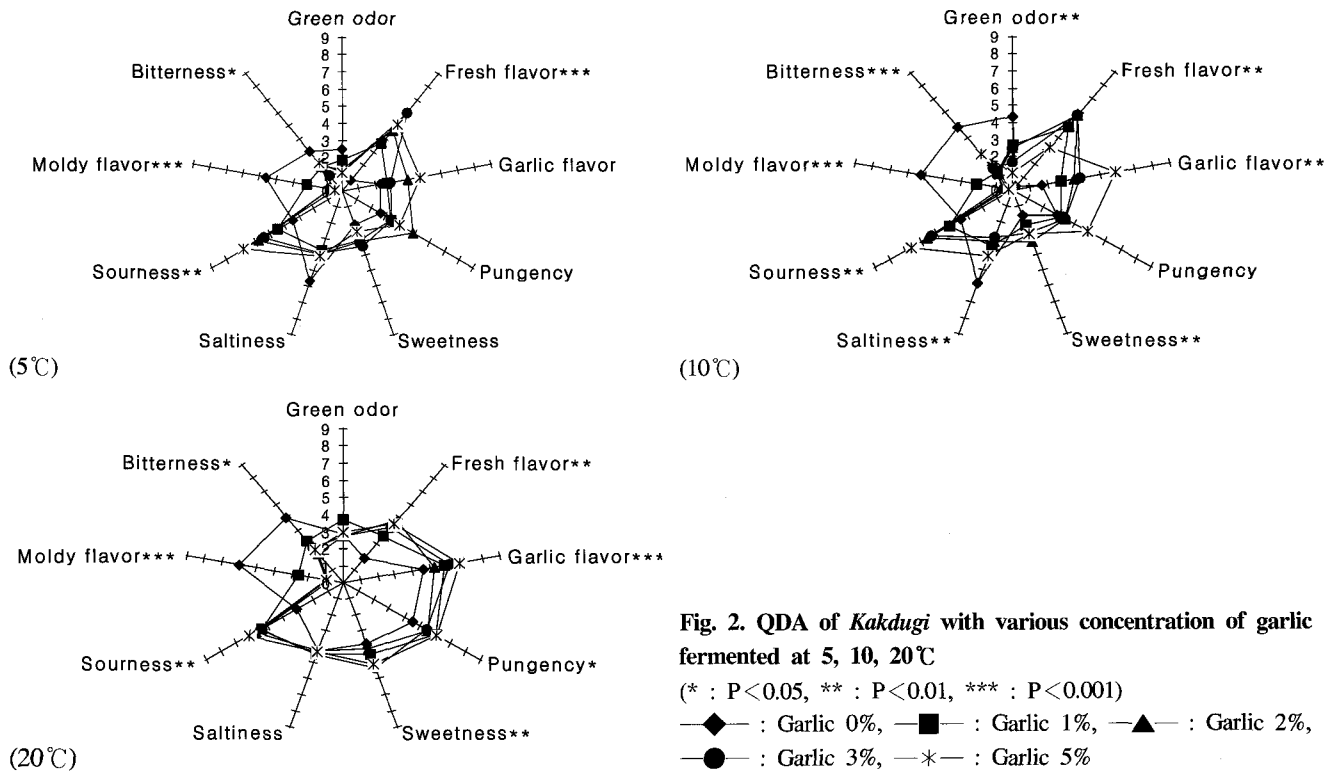 Green odor
9
8
7
6
5
4
3
2
1
0
Bitterness*
Fresh flavor***
Moldy flavor***
Garlic flavor
Sourness**
Pungency
Saltiness
Sweetness
(5℃)
Green odor**
9
8
7
6
5
4
3
2
1
0
Bitterness***
Fresh flavor**
Moldy flavor***
Garlic flavor**
Sourness**
Pungency
Saltiness**
Sweetness**
(10℃)
Green odor
9
8
7
6
5
4
3
2
1
0
Bitterness*
Fresh flavor**
Moldy flavor***
Garlic flavor***
Sourness**
Pungency*
Saltiness
Sweetness**
(20℃)
Fig. 2. QDA of Kakdugi with various concentration of garlic
fermented at 5, 10, 20℃
(* : P<0.05, ** : P<0.01, *** : P<0.001)
—◆— : Garlic 0%, —■— : Garlic 1%, —▲— : Garlic 2%,
—●— : Garlic 3%, —✳— : Garlic 5%